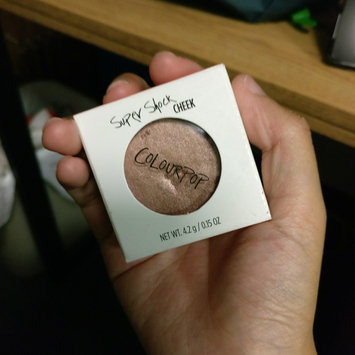 Super Shock
CHEEK
COLOURPOP
NET WT. 4.2 g / 0.15 OZ